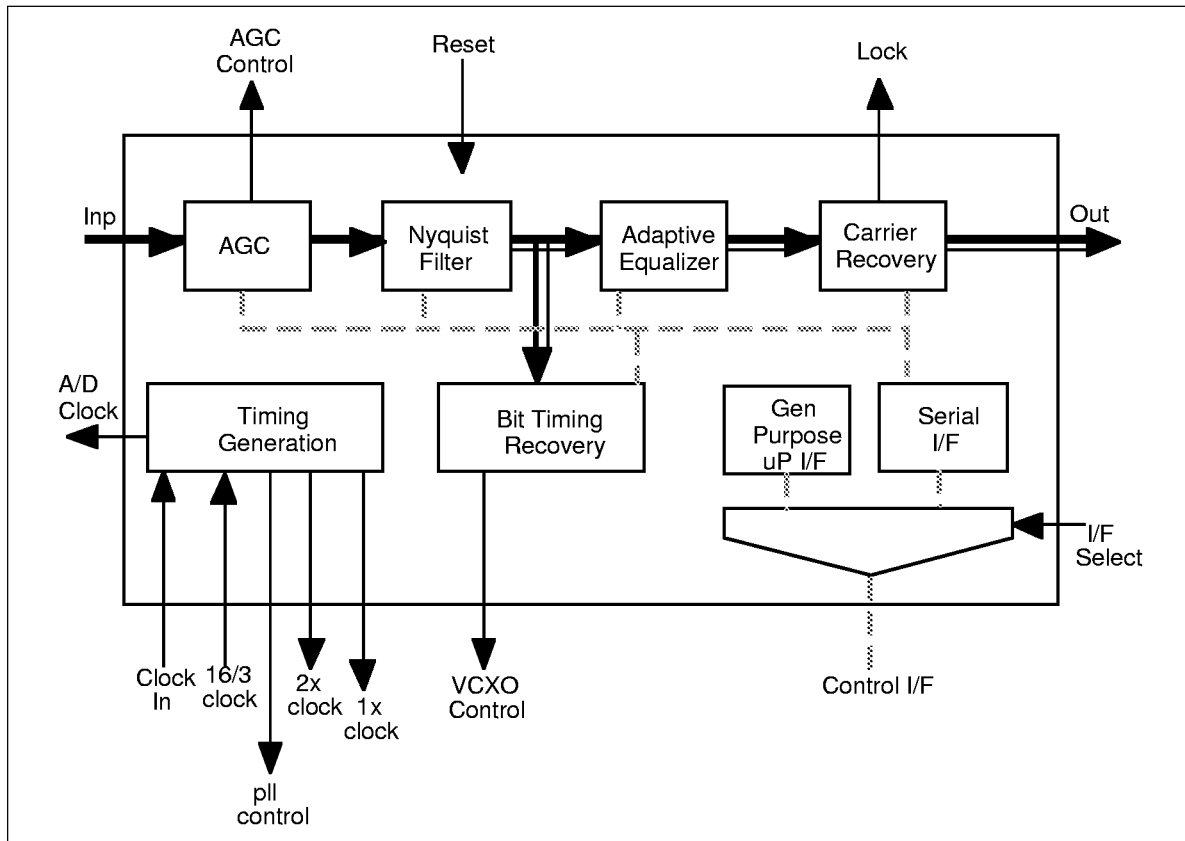 AGC
Control
Reset
Lock
Inp
AGC
Nyquist
Filter
Adaptive
Equalizer
Carrier
Recovery
Out
A/D
Clock
Timing
Generation
Bit Timing
Recovery
Gen
Purpose
uP I/F
Serial
I/F
I/F
Select
Clock
In
16/3
clock
2x
clock
1x
clock
VCXO
Control
Control I/F
pll
control